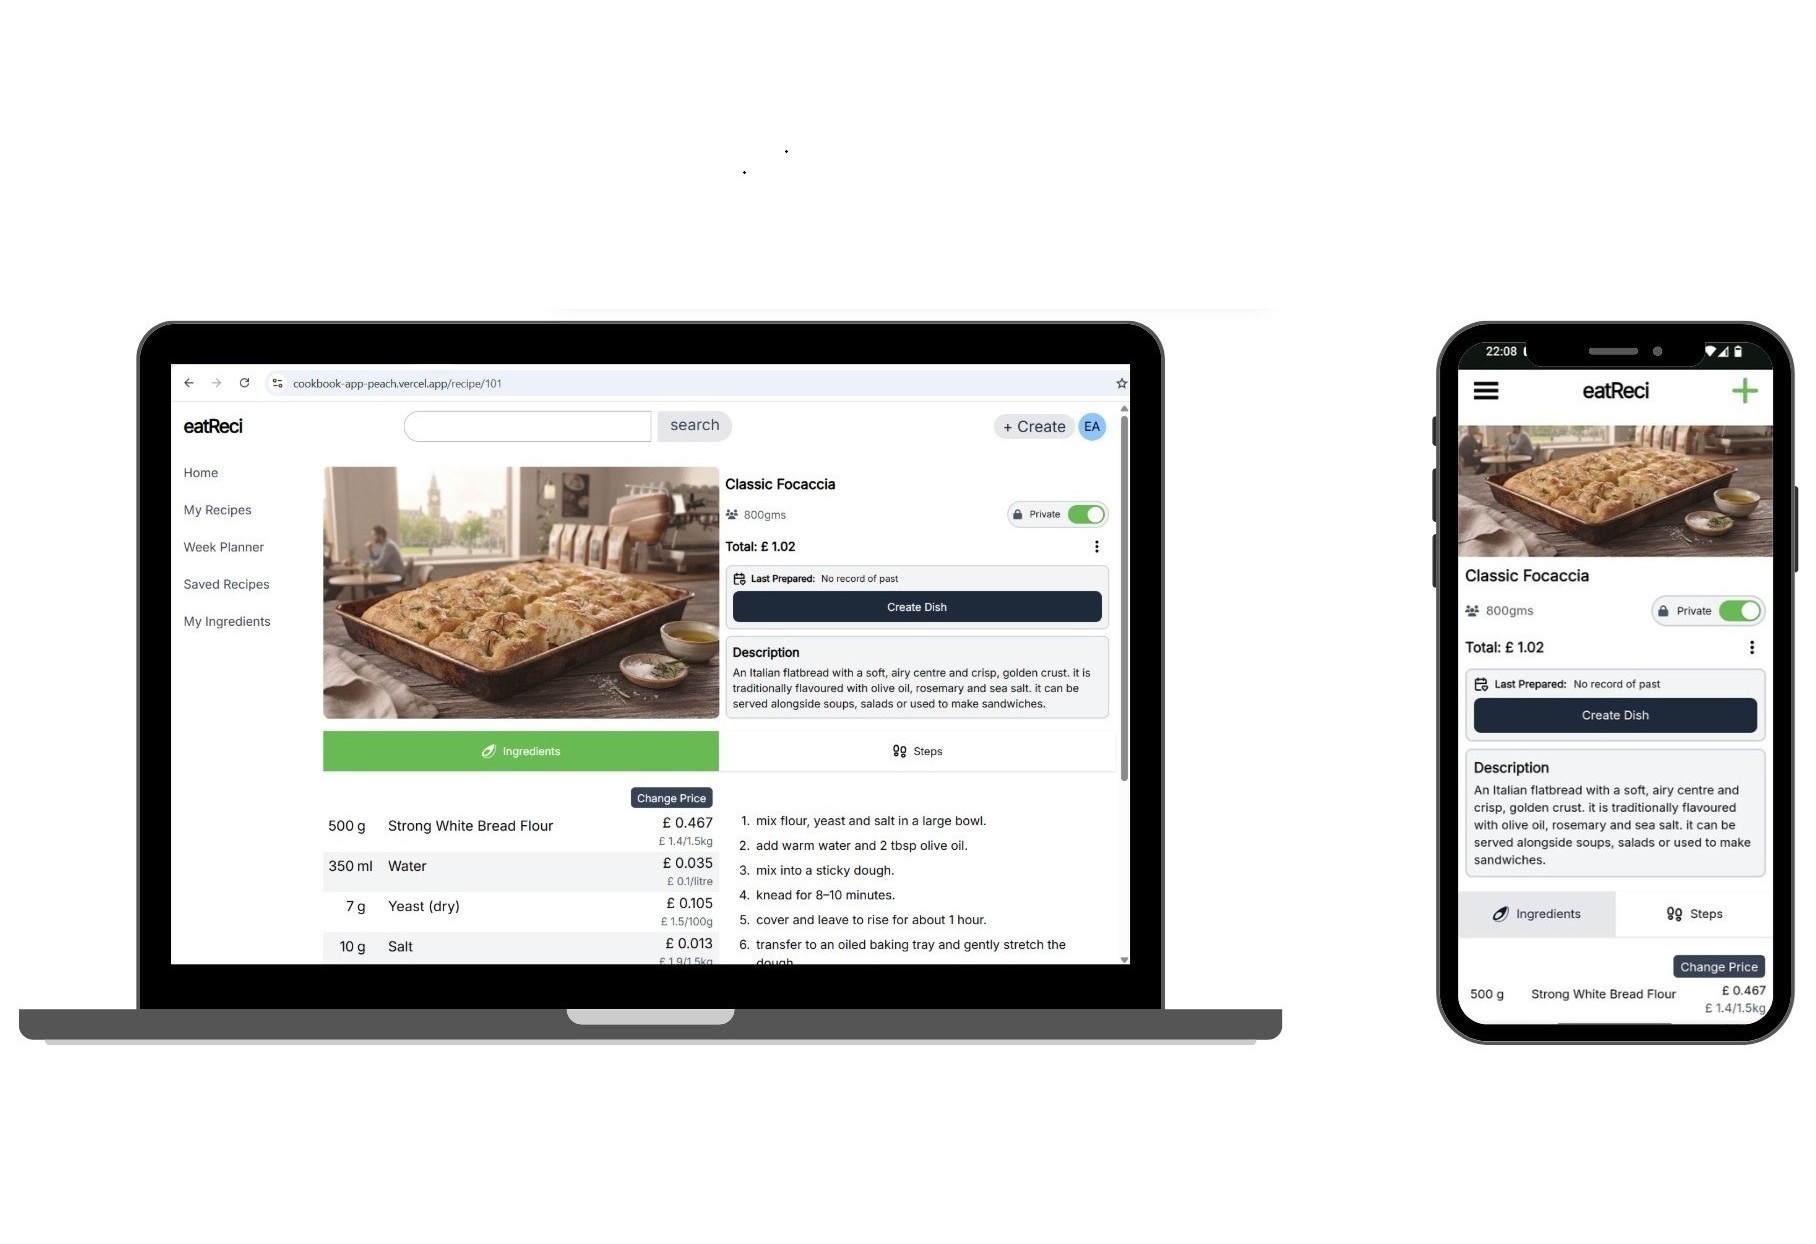 cookbook-app-peach.vercel.app/recipe/101
eatReci
search
+ Create
EA
Home
My Recipes
Week Planner
Saved Recipes
My Ingredients
Classic Focaccia
800gms
Private
Total: £ 1.02
Last Prepared: No record of past
Create Dish
Description
An Italian flatbread with a soft, airy centre and crisp, golden crust. it is
traditionally flavoured with olive oil, rosemary and sea salt. it can be
served alongside soups, salads or used to make sandwiches.
Ingredients
Steps
Change Price
500 g Strong White Bread Flour £ 0.467
£ 1.4/1.5kg
350 ml Water £ 0.035
£ 0.1/litre
7 g Yeast (dry) £ 0.105
£ 1.5/100g
10 g Salt £ 0.013
£ 1.9/1.5kg
1. mix flour, yeast and salt in a large bowl.
2. add warm water and 2 tbsp olive oil.
3. mix into a sticky dough.
4. knead for 8–10 minutes.
5. cover and leave to rise for about 1 hour.
6. transfer to an oiled baking tray and gently stretch the
dough.
22:08
eatReci
Classic Focaccia
800gms
Private
Total: £ 1.02
Last Prepared: No record of past
Create Dish
Description
An Italian flatbread with a soft, airy centre and
crisp, golden crust. it is traditionally flavoured
with olive oil, rosemary and sea salt. it can be
served alongside soups, salads or used to make
sandwiches.
Ingredients
Steps
Change Price
500 g Strong White Bread Flour £ 0.467
£ 1.4/1.5kg